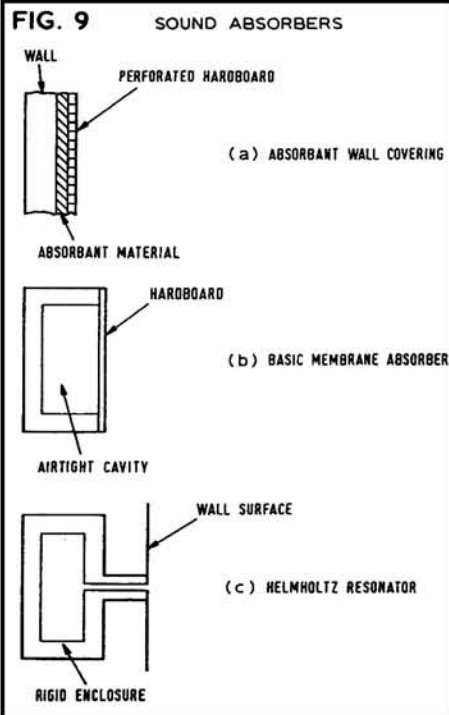 FIG. 9 SOUND ABSORBERS
WALL
PERFORATED HARDBOARD
(a) ABSORBANT WALL COVERING
ABSORBANT MATERIAL
HARDBOARD
(b) BASIC MEMBRANE ABSORBER
AIRTIGHT CAVITY
WALL SURFACE
(c) HELMHOLTZ RESONATOR
RIGID ENCLOSURE